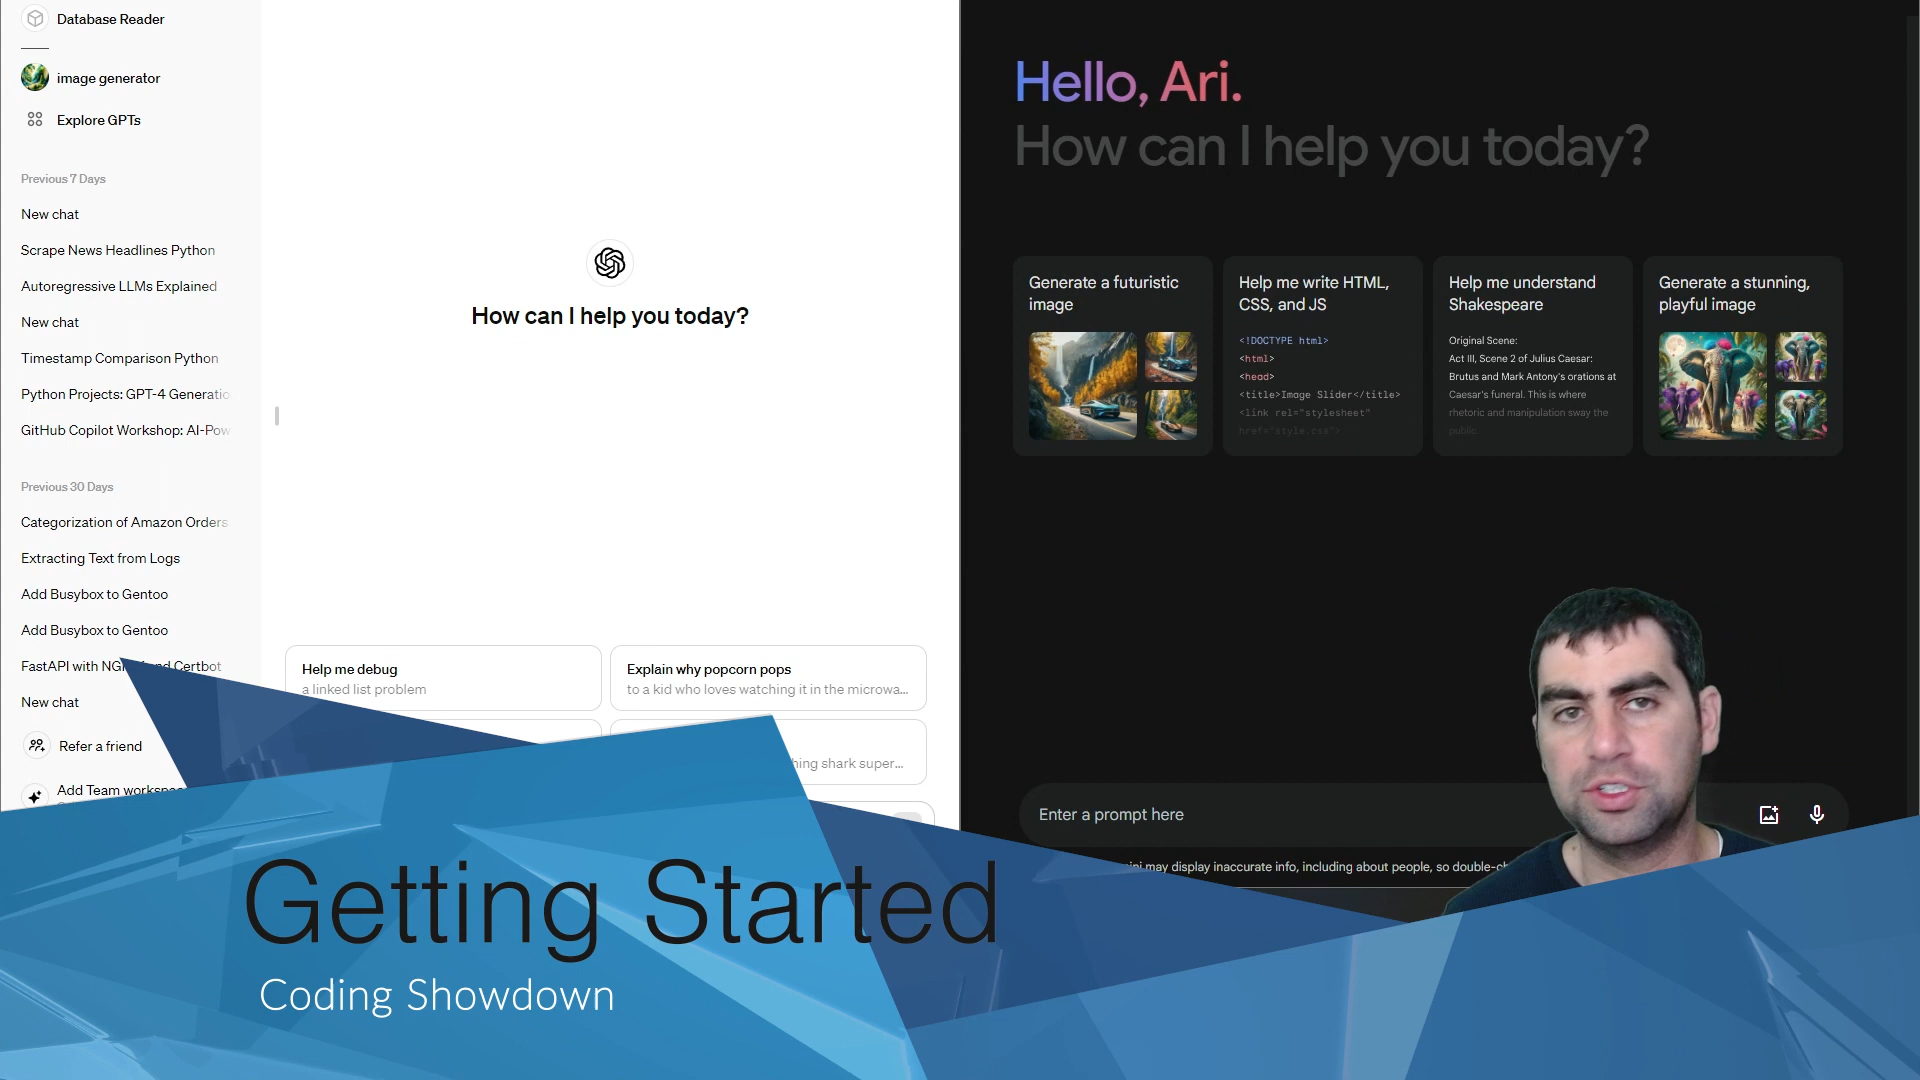 Database Reader
image generator
Explore GPTs
Previous 7 Days
New chat
Scrape News Headlines Python
Autoregressive LLMs Explained
New chat
Timestamp Comparison Python
Python Projects: GPT-4 Generatio
GitHub Copilot Workshop: AI-Pow
Previous 30 Days
Categorization of Amazon Orders
Extracting Text from Logs
Add Busybox to Gentoo
Add Busybox to Gentoo
FastAPI with Certbot
New chat
Refer a friend
Add Team
How can I help you today?
Help me debug
a linked list problem
Explain why popcorn pops
to a kid who loves watching it in the microwa...
shark super...
Hello, Ari.
How can I help you today?
Generate a futuristic
image
Help me write HTML,
CSS, and JS
<!DOCTYPE html>
<html>
<head>
<title>Image Slider</title>
<link rel="stylesheet"
href="style.css">
Help me understand
Shakespeare
Original Scene:
Act III, Scene 2 of Julius Caesar:
Brutus and Mark Antony's orations at
Caesar's funeral. This is where
rhetoric and manipulation sway the
public.
Generate a stunning,
playful image
Enter a prompt here
may display inaccurate info, including about people, so
Getting Started
Coding Showdown